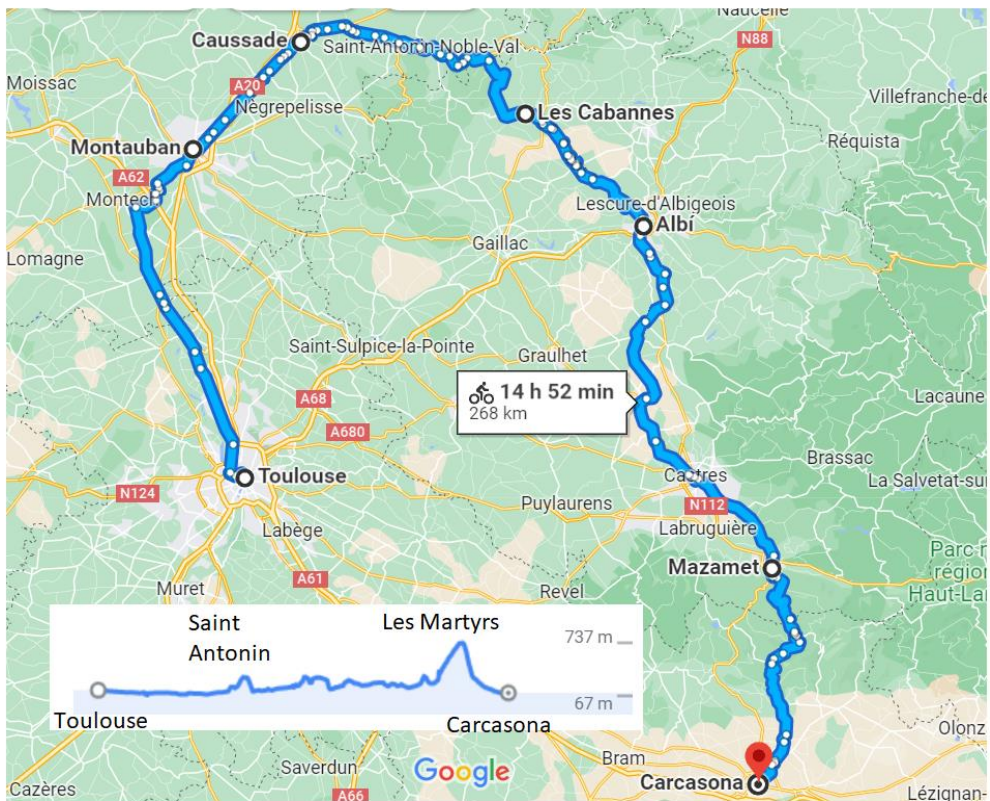 Naucelle
Caussade
Saint-Antonin-Noble-Val
N88
Moissac
A20
Nègrepelisse
Villefranche-de
Les Cabannes
Réquista
Montauban
A62
Montech
Lescure-d'Albigeois
Albí
Gaillac
Lomagne
Saint-Sulpice-la-Pointe
Graulhet
14 h 52 min
268 km
A68
Lacaune
A680
Brassac
Toulouse
Castres
La Salvetat-sur
N124
Puylaurens
N112
Labège
Labruguière
Parc n
régior
Haut-Lan
Mazamet
A61
Muret
Revel
Saint
Antonin
Les Martyrs
737 m
67 m
Toulouse
Carcasona
Olonz
Bram
Saverdun
Google
Carcasona
Cazères
A66
Lézignan-